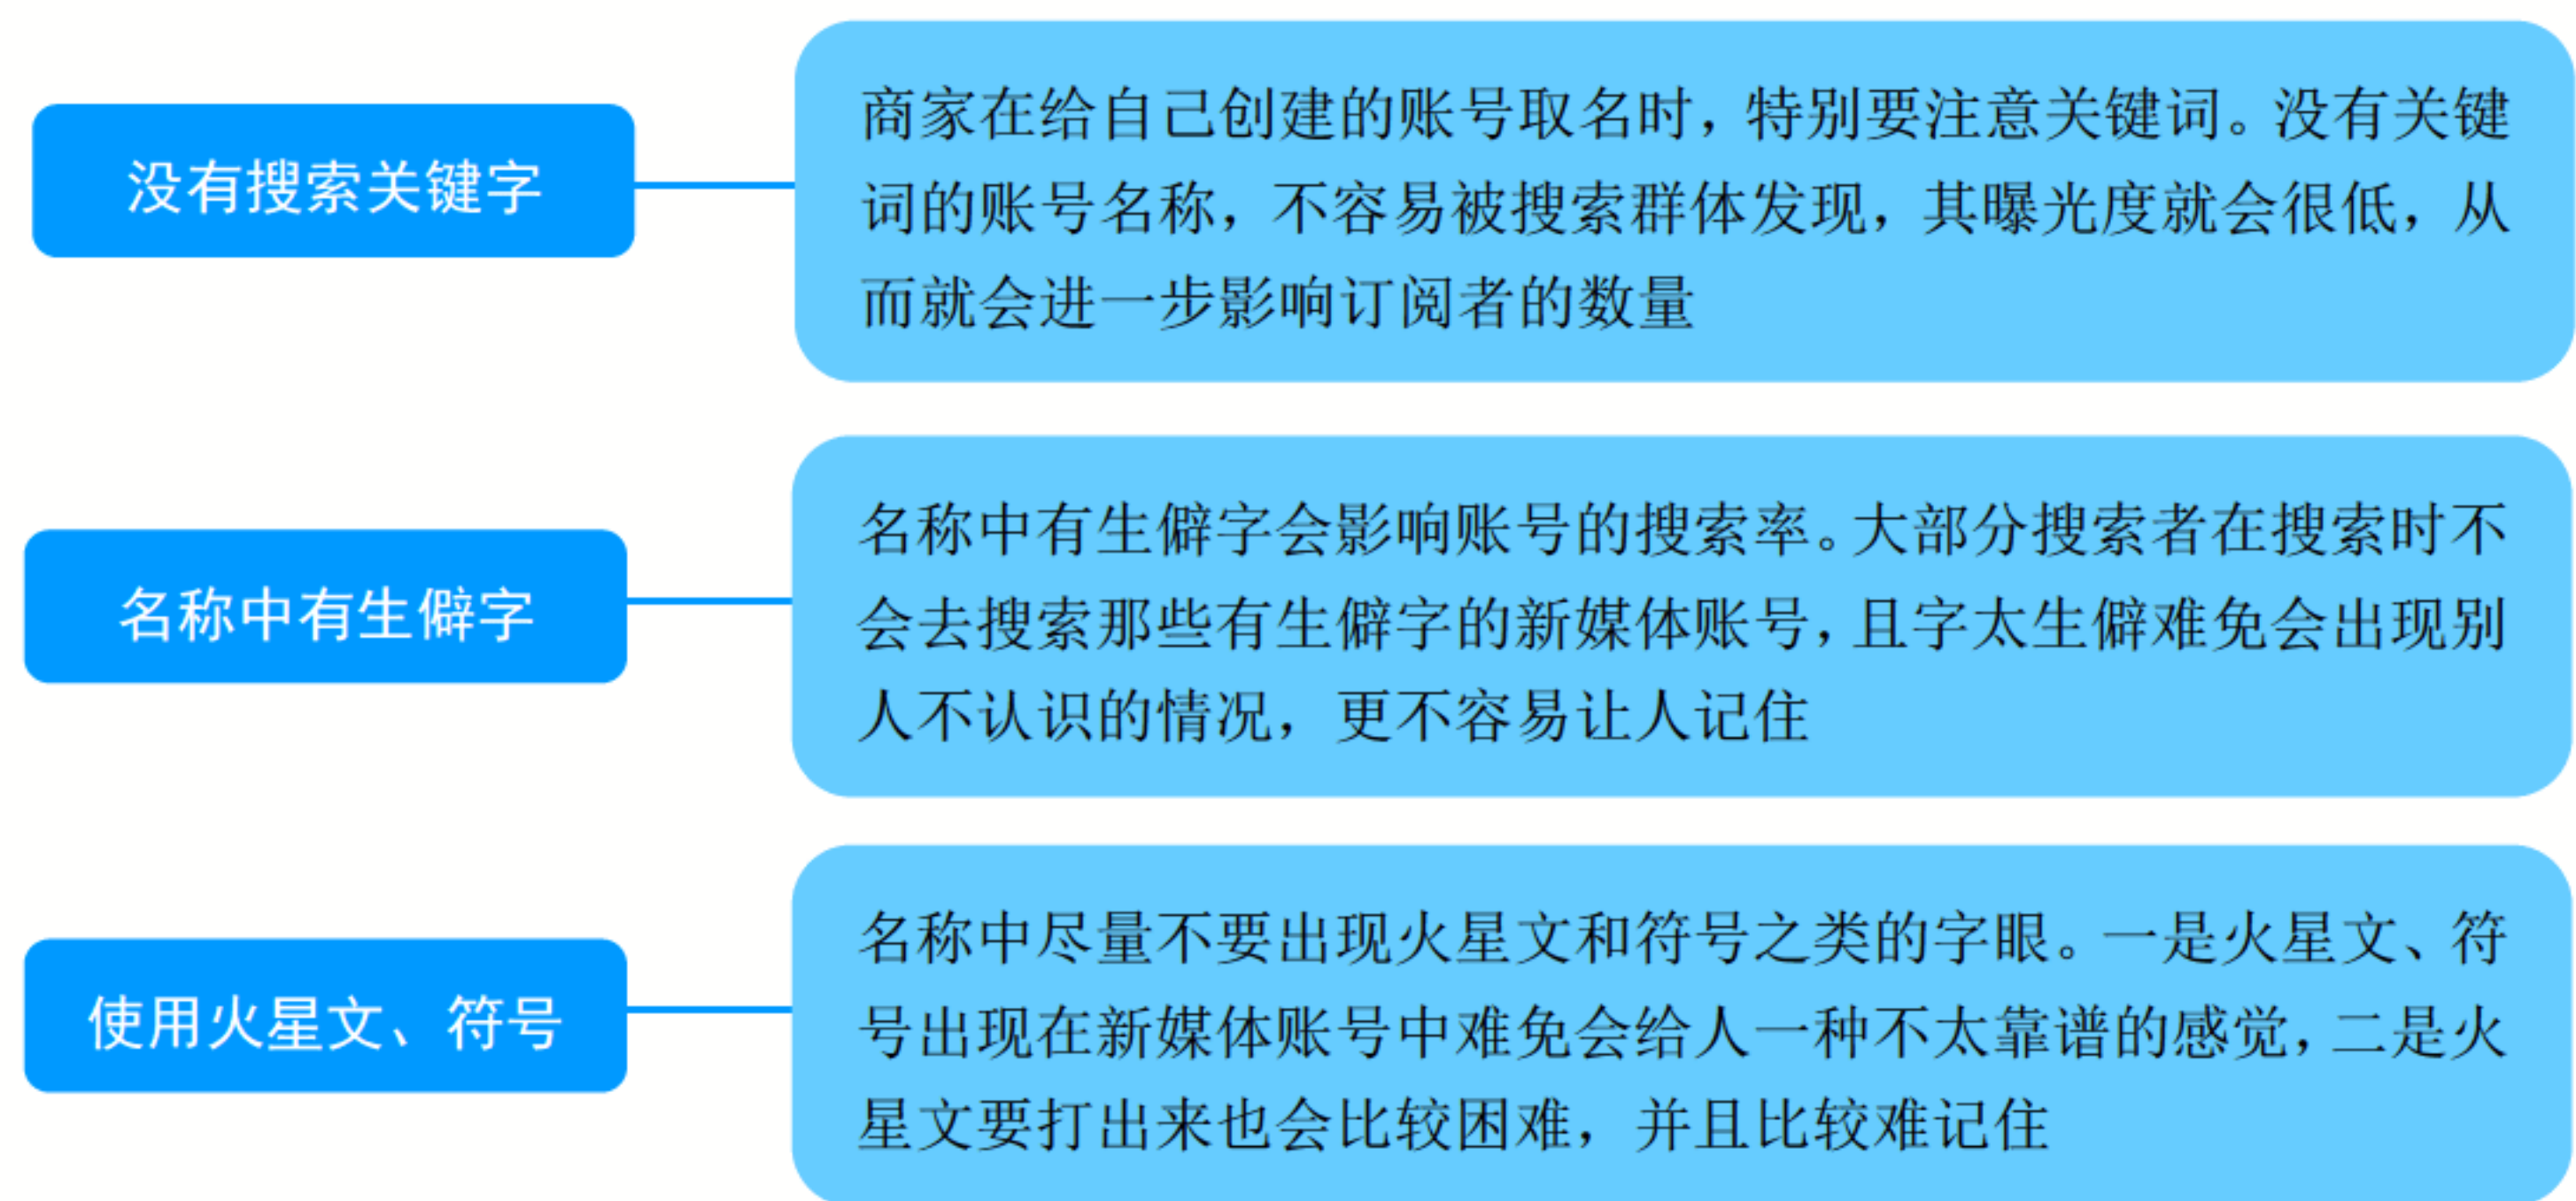 没有搜索关键字
商家在给自己创建的账号取名时，特别要注意关键词。没有关键
词的账号名称，不容易被搜索群体发现，其曝光度就会很低，从
而就会进一步影响订阅者的数量
名称中有生僻字
名称中有生僻字会影响账号的搜索率。大部分搜索者在搜索时不
会去搜索那些有生僻字的新媒体账号，且字太生僻难免会出现别
人不认识的情况，更不容易让人记住
使用火星文、符号
名称中尽量不要出现火星文和符号之类的字眼。一是火星文、符
号出现在新媒体账号中难免会给人一种不太靠谱的感觉，二是火
星文要打出来也会比较困难，并且比较难记住